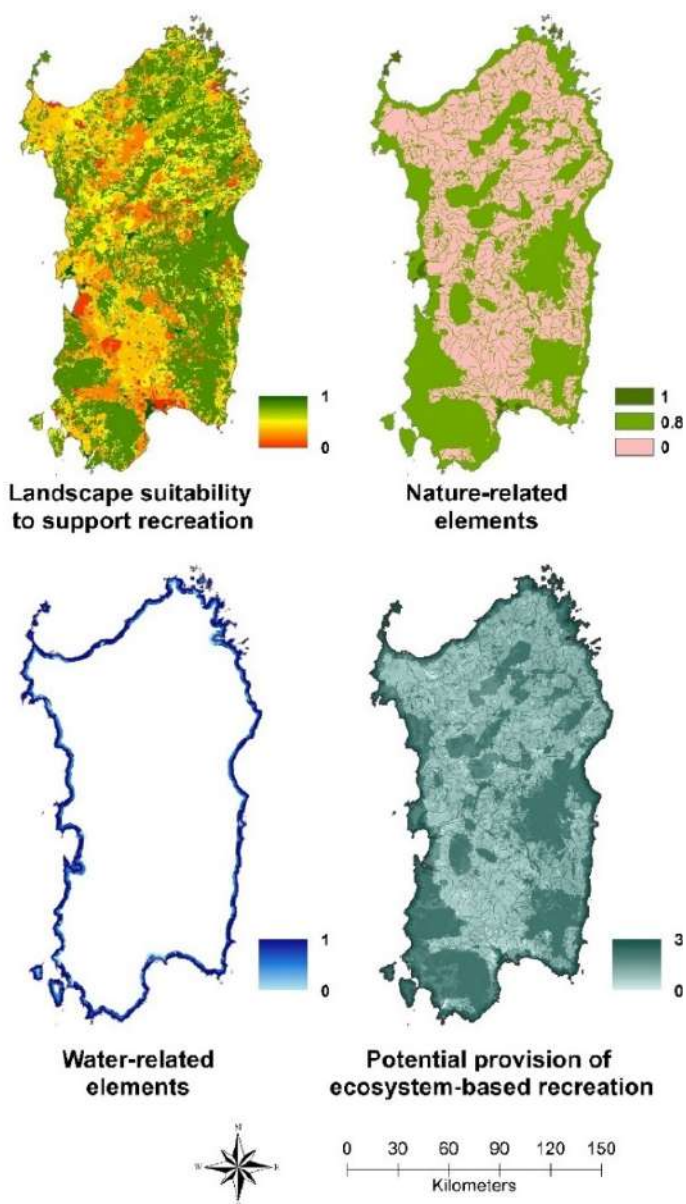 1
0
1
0.8
0
Landscape suitability
to support recreation
Nature-related
elements
1
0
3
0
Water-related
elements
Potential provision of
ecosystem-based recreation
N
W
E
0 30 60 90 120 150
Kilometers